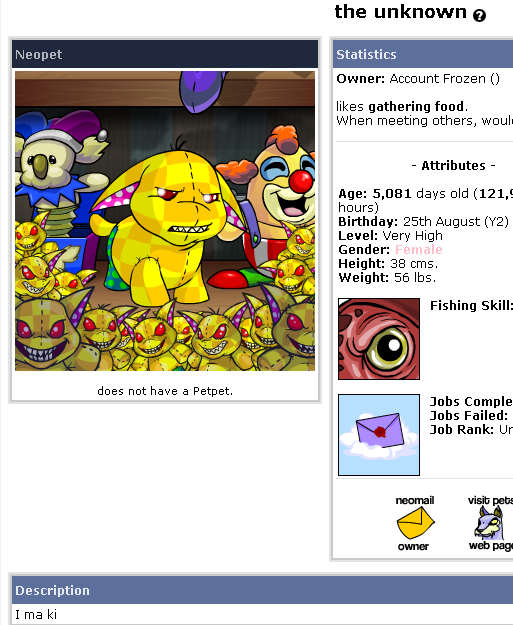 the unknown
Neopet
does not have a Petpet.
Statistics
Owner: Account Frozen ()
likes gathering food.
When meeting others, would
- Attributes -
Age: 5,081 days old (121,9
hours)
Birthday: 25th August (Y2)
Level: Very High
Gender: Female
Height: 38 cms.
Weight: 56 lbs.
Fishing Skill:
Jobs Comple
Jobs Failed:
Job Rank: Un
neomail
owner
visit pets
web page
Description
I ma ki